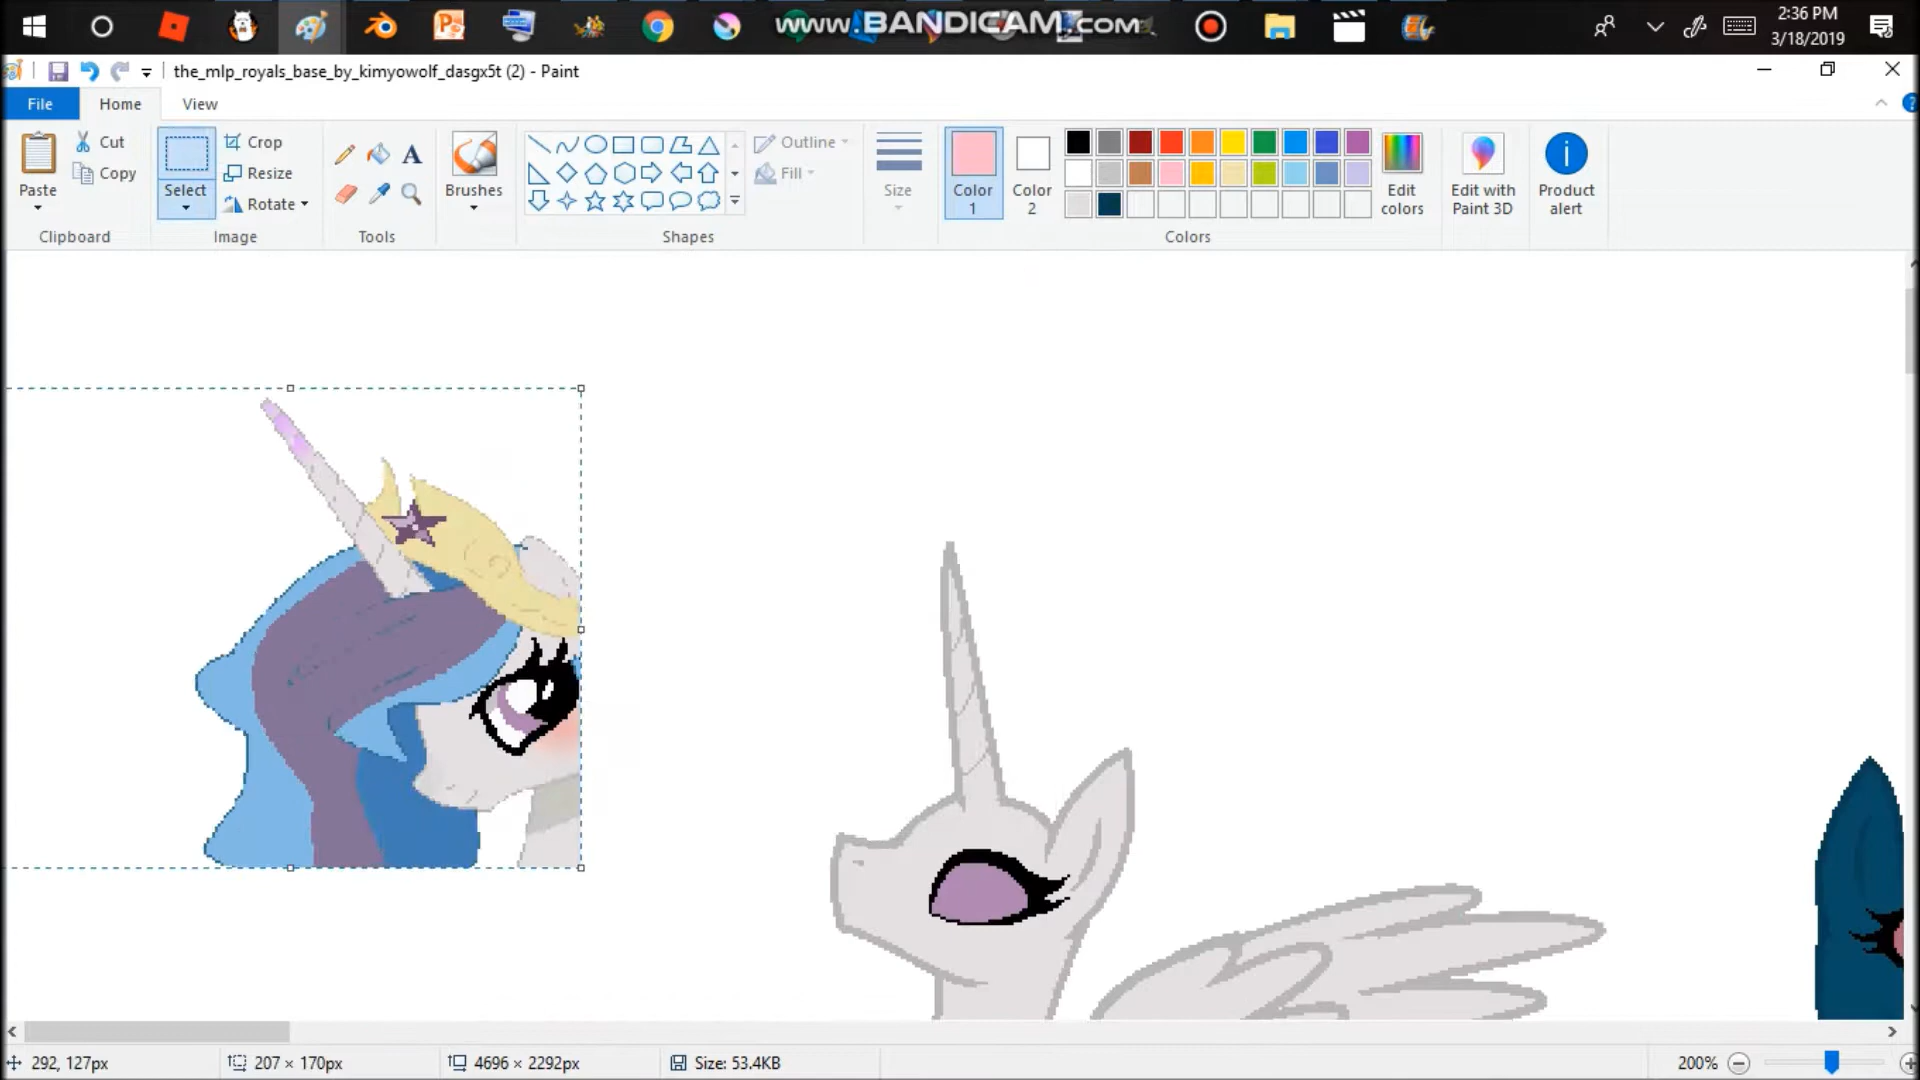 www.BANDICAM.com
2:36 PM
3/18/2019
the_mlp_royals_base_by_kimyowolf_dasgx5t (2) - Paint
File Home View
Paste
Cut
Copy
Clipboard
Select
Crop
Resize
Rotate
Image
A
Tools
Brushes
Shapes
Outline
Fill
Size
Color
1
Color
2
Colors
Edit
colors
Edit with
Paint 3D
Product
alert
292, 127px
207 × 170px
4696 × 2292px
Size: 53.4KB
200%